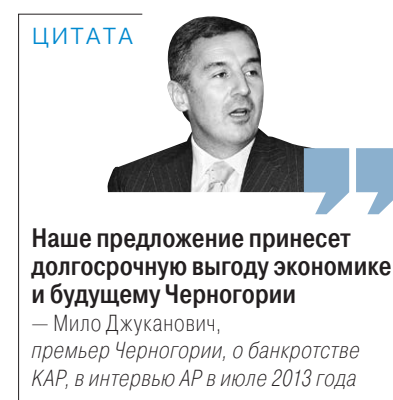 ЦИТАТА
Наше предложение принесет
долгосрочную выгоду экономике
и будущему Черногории
— Мило Джуканович,
премьер Черногории, о банкротстве
КАР, в интервью АР в июле 2013 года